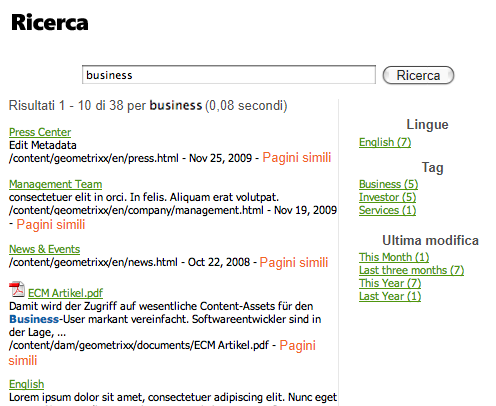 Ricerca
business
Ricerca
Risultati 1 - 10 di 38 per business (0,08 secondi)
Press Center
Edit Metadata
/content/geometrixx/en/press.html - Nov 25, 2009 - Pagini simili
Management Team
consectetuer elit in orci. In felis. Aliquam erat volutpat.
/content/geometrixx/en/company/management.html - Nov 19, 2009
- Pagini simili
News & Events
/content/geometrixx/en/news.html - Oct 22, 2008 - Pagini simili
ECM Artikel.pdf
Damit wird der Zugriff auf wesentliche Content-Assets für den
Business-User markant vereinfacht. Softwareentwickler sind in
der Lage, ...
/content/dam/geometrixx/documents/ECM Artikel.pdf - Pagini
simili
English
Lorem ipsum dolor sit amet, consectetuer adipiscing elit. Nunc eget
Lingue
English (7)
Tag
Business (5)
Investor (5)
Services (1)
Ultima modifica
This Month (1)
Last three months (7)
This Year (7)
Last Year (1)